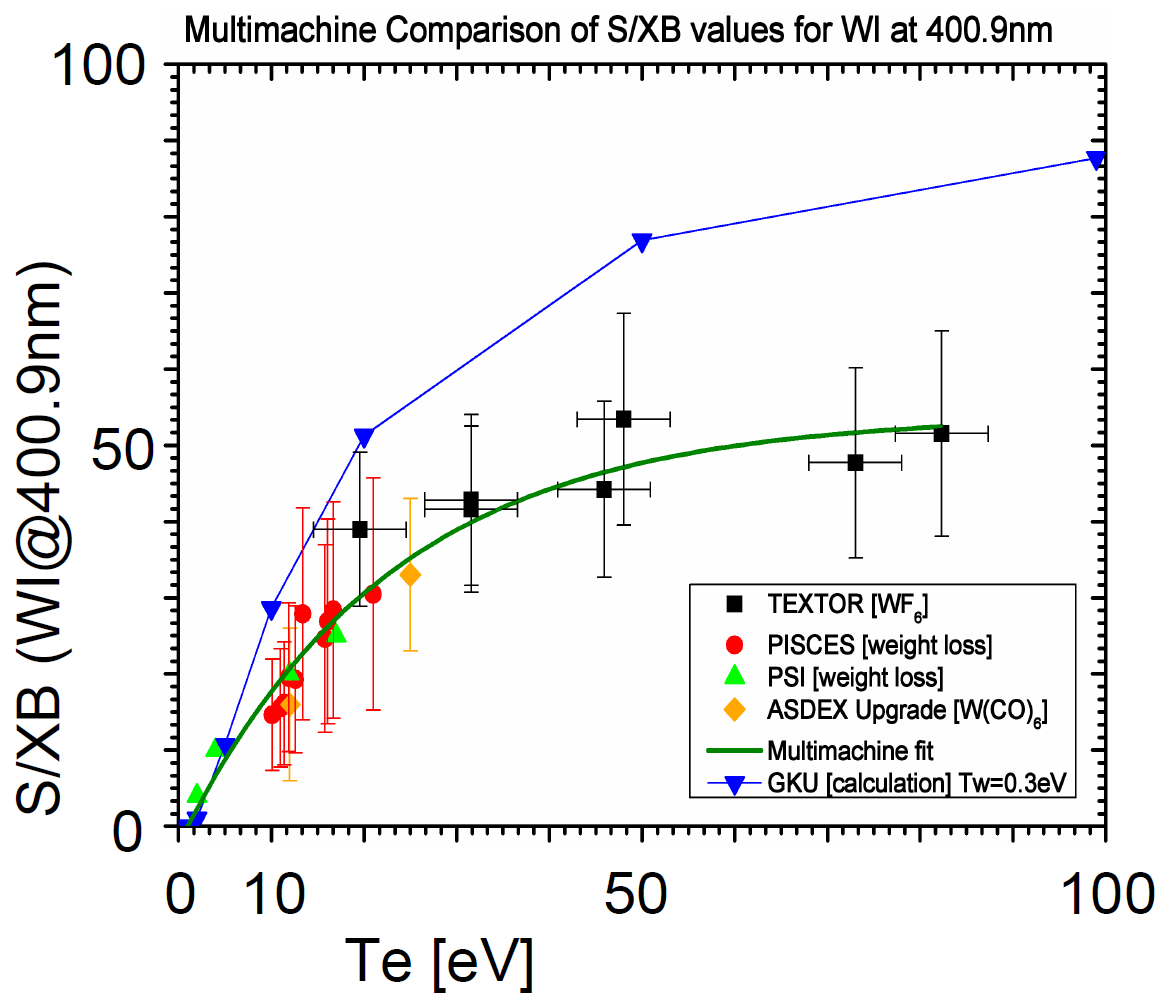 Multimachine Comparison of S/XB values for WI at 400.9nm
100
50
0
S/XB (WI@400.9nm)
0 10 50 100
Te [eV]
TEXTOR [WF6]
PISCES [weight loss]
PSI [weight loss]
ASDEX Upgrade [W(CO)6]
Multimachine fit
GKU [calculation] Tw=0.3eV